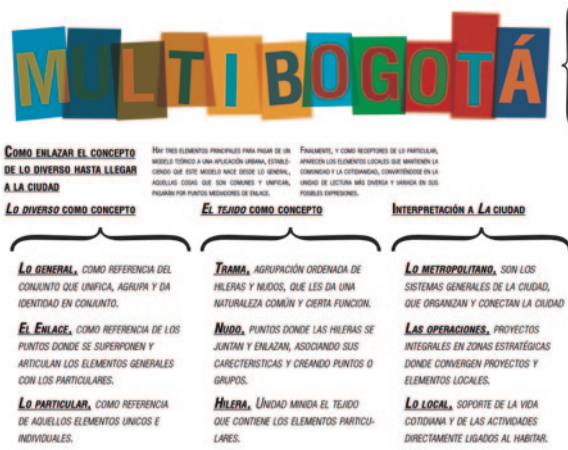 MULTIBOGOTÁ
COMO ENLAZAR EL CONCEPTO
DE LO DIVERSO HASTA LLEGAR
A LA CIUDAD
HAY TRES ELEMENTOS PRINCIPALES PARA PASAR DE UN
MODELO TEÓRICO A UNA APLICACIÓN URBANA, ESTABLE-
CIENDO QUE ESTE MODELO NACE DESDE LO GENERAL,
AQUELLAS COSAS QUE SON COMUNES Y UNIFICAN,
PASARÁN POR PUNTOS MEDIADORES DE ENLACE.
FINALMENTE, Y COMO RECEPTORES DE LO PARTICULAR,
APARECEN LOS ELEMENTOS LOCALES QUE MANTIENEN LA
COMUNIDAD Y LA COTIDIANIDAD, CONVIRTIÉNDOSE EN LA
UNIDAD DE LECTURA MÁS DIVERSA Y VARIADA EN SUS
POSIBLES EXPRESIONES.
LO DIVERSO COMO CONCEPTO
LO GENERAL, COMO REFERENCIA DEL
CONJUNTO QUE UNIFICA, AGRUPA Y DA
IDENTIDAD EN CONJUNTO.
EL ENLACE, COMO REFERENCIA DE LOS
PUNTOS DONDE SE SUPERPONEN Y
ARTICULAN LOS ELEMENTOS GENERALES
CON LOS PARTICULARES.
LO PARTICULAR, COMO REFERENCIA
DE AQUELLOS ELEMENTOS UNICOS E
INDIVIDUALES.
EL TEJIDO COMO CONCEPTO
TRAMA, AGRUPACIÓN ORDENADA DE
HILERAS Y NUDOS, QUE LES DA UNA
NATURALEZA COMÚN Y CIERTA FUNCIÓN.
NUDO, PUNTOS DONDE LAS HILERAS SE
JUNTAN Y ENLAZAN, ASOCIANDO SUS
CARECTERISTICAS Y CREANDO PUNTOS O
GRUPOS.
HILERA, UNIDAD MINIDA EL TEJIDO
QUE CONTIENE LOS ELEMENTOS PARTICU-
LARES.
INTERPRETACIÓN A LA CIUDAD
LO METROPOLITANO, SON LOS
SISTEMAS GENERALES DE LA CIUDAD,
QUE ORGANIZAN Y CONECTAN LA CIUDAD
LAS OPERACIONES, PROYECTOS
INTEGRALES EN ZONAS ESTRATÉGICAS
DONDE CONVERGEN PROYECTOS Y
ELEMENTOS LOCALES.
LO LOCAL, SOPORTE DE LA VIDA
COTIDIANA Y DE LAS ACTIVIDADES
DIRECTAMENTE LIGADOS AL HABITAR.